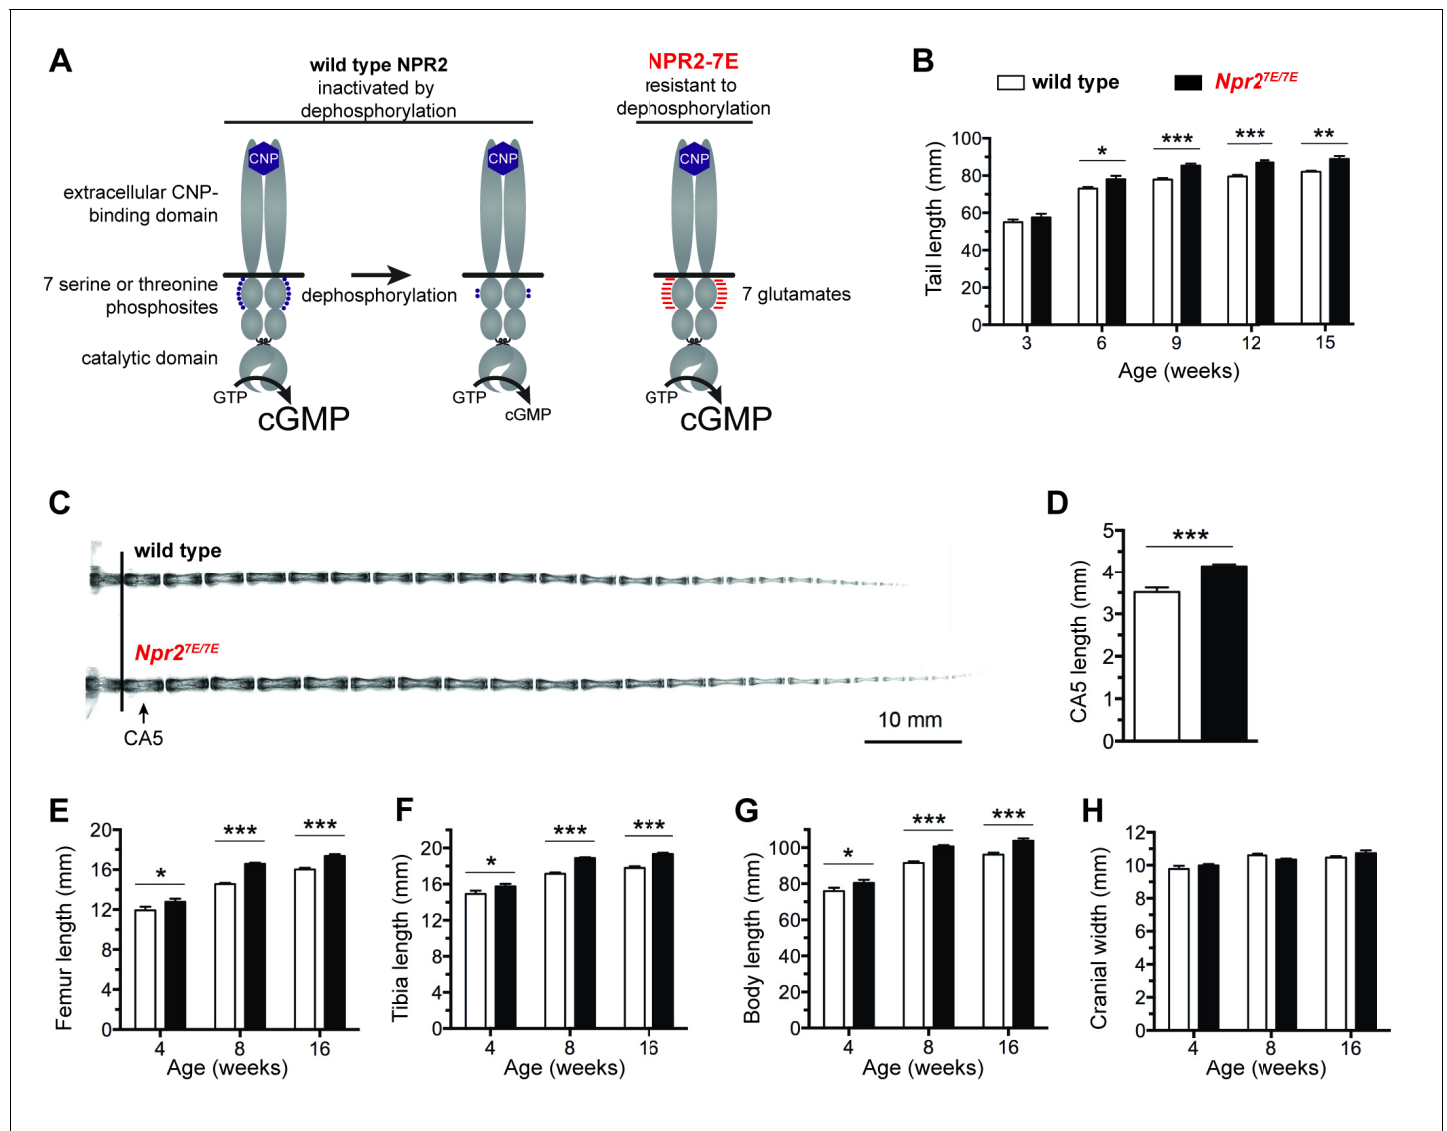 A
wild type NPR2
inactivated by
dephosphorylation
NPR2-7E
resistant to
dephosphorylation
CNP
CNP
CNP
extracellular CNP-
binding domain
7 serine or threonine
phosphosites
dephosphorylation
7 glutamates
catalytic domain
GTP
cGMP
GTP
cGMP
GTP
cGMP
B
wild type
Npr2 7E/7E
Tail length (mm)
100
80
60
40
20
0
*
***
***
**
3 6 9 12 15
Age (weeks)
C
wild type
Npr2 7E/7E
CA5
10 mm
D
CA5 length (mm)
5
4
3
2
1
0
***
E
Femur length (mm)
20
16
12
8
4
0
*
***
***
4 8 16
Age (weeks)
F
Tibia length (mm)
20
16
12
8
4
0
*
***
***
4 8 16
Age (weeks)
G
Body length (mm)
100
80
60
40
20
0
*
***
***
4 8 16
Age (weeks)
H
Cranial width (mm)
12
10
8
6
4
2
0
4 8 16
Age (weeks)